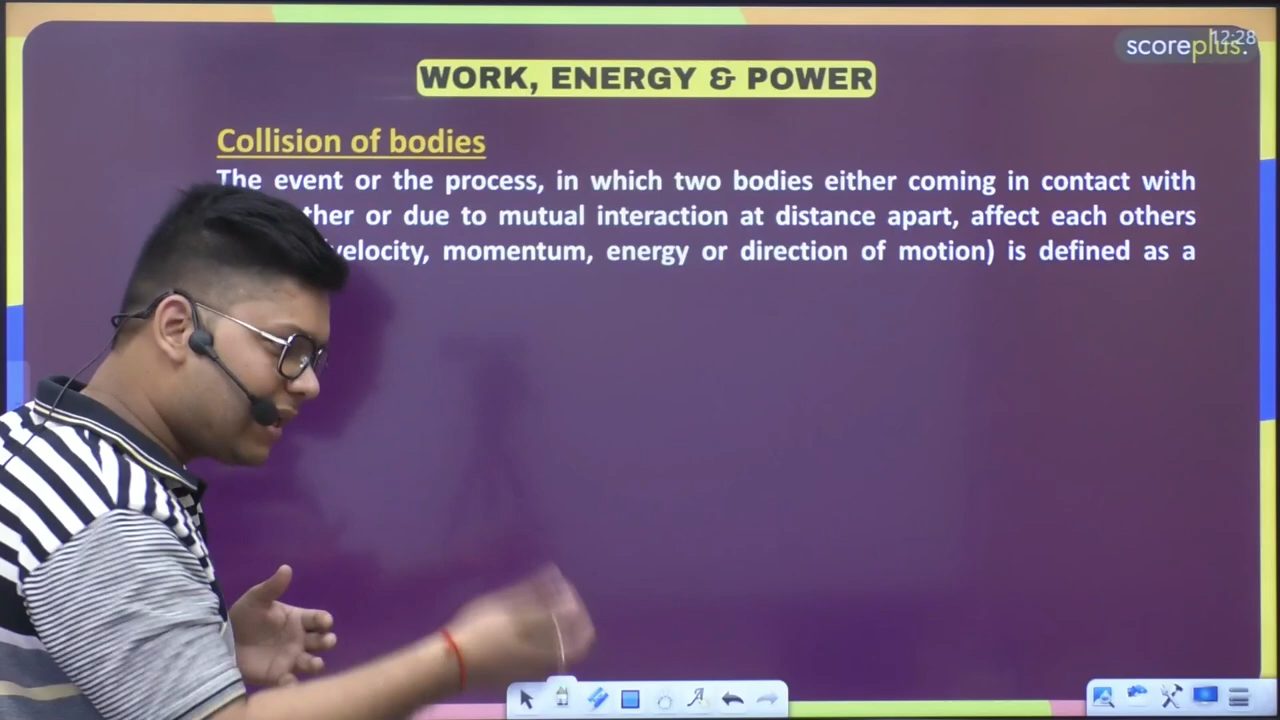 12:28
scoreplus.
WORK, ENERGY & POWER
Collision of bodies
The event or the process, in which two bodies either coming in contact with
or due to mutual interaction at distance apart, affect each others
velocity, momentum, energy or direction of motion) is defined as a